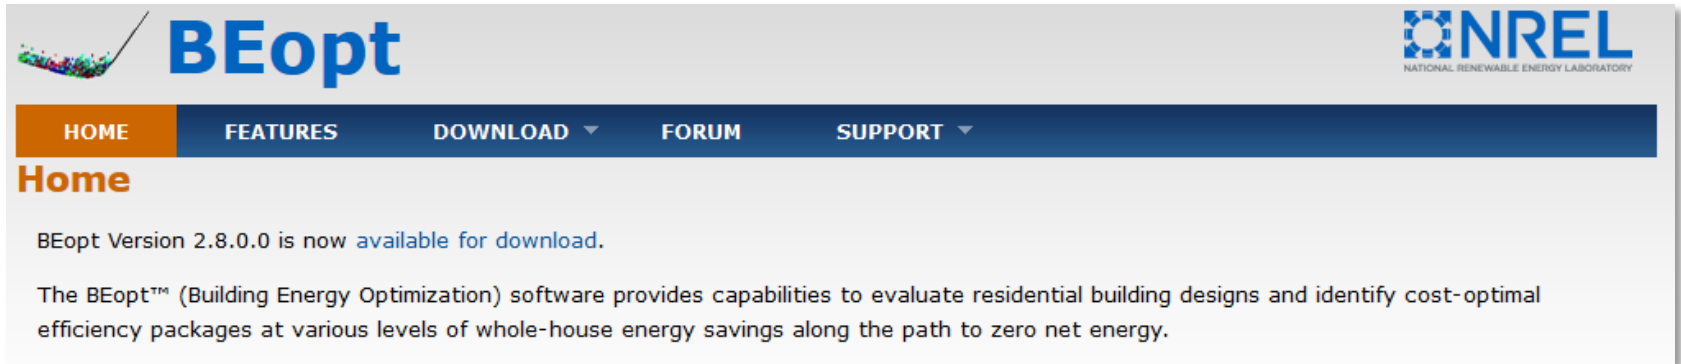 BEopt
NREL
NATIONAL RENEWABLE ENERGY LABORATORY
HOME FEATURES DOWNLOAD FORUM SUPPORT
Home
BEopt Version 2.8.0.0 is now available for download.
The BEopt™ (Building Energy Optimization) software provides capabilities to evaluate residential building designs and identify cost-optimal
efficiency packages at various levels of whole-house energy savings along the path to zero net energy.